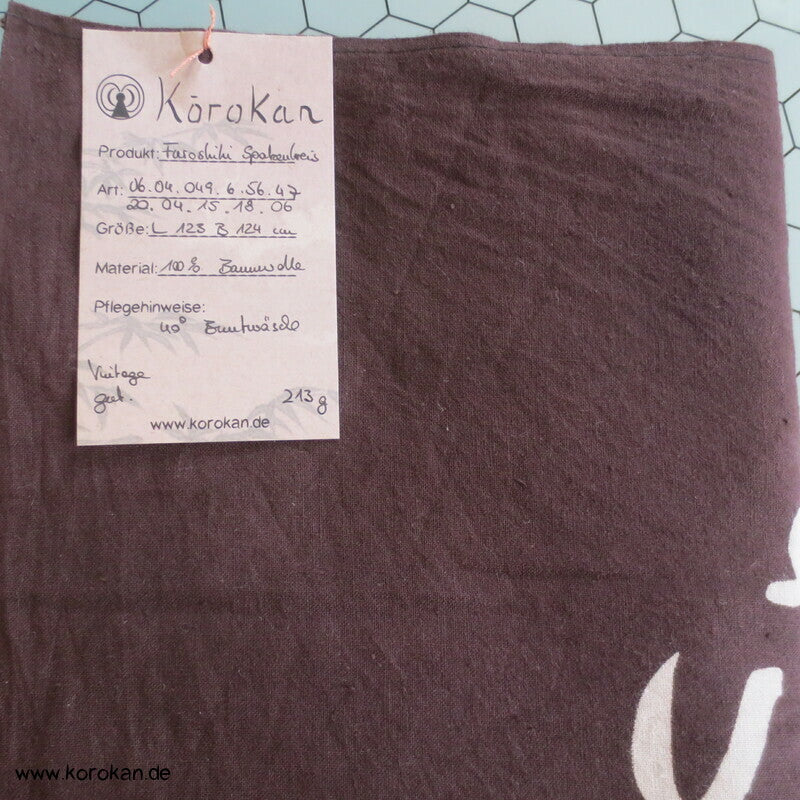 Kōrokan
Produkt: Furoshiki Spatzenkreis
Art: 06.04.049.6.56.47
20.04.15.18.06
Größe: L 123 B 124 cm
Material: 100% Baumwolle
Pflegehinweise:
40° Buntwäsche
Vintage
gut. 213 g
www.korokan.de
www.korokan.de